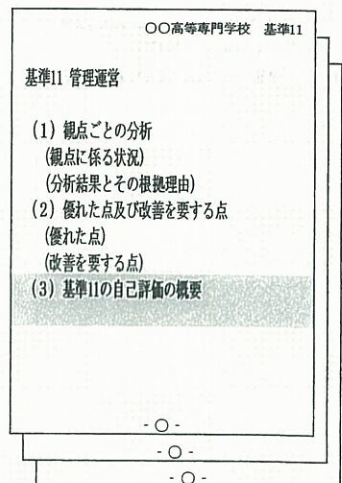 〇〇高等専門学校 基準11
基準11 管理運営
(1) 観点ごとの分析
(観点に係る状況)
(分析結果とその根拠理由)
(2) 優れた点及び改善を要する点
(優れた点)
(改善を要する点)
(3) 基準11の自己評価の概要
- 〇 -
- 〇 -
- 〇 -